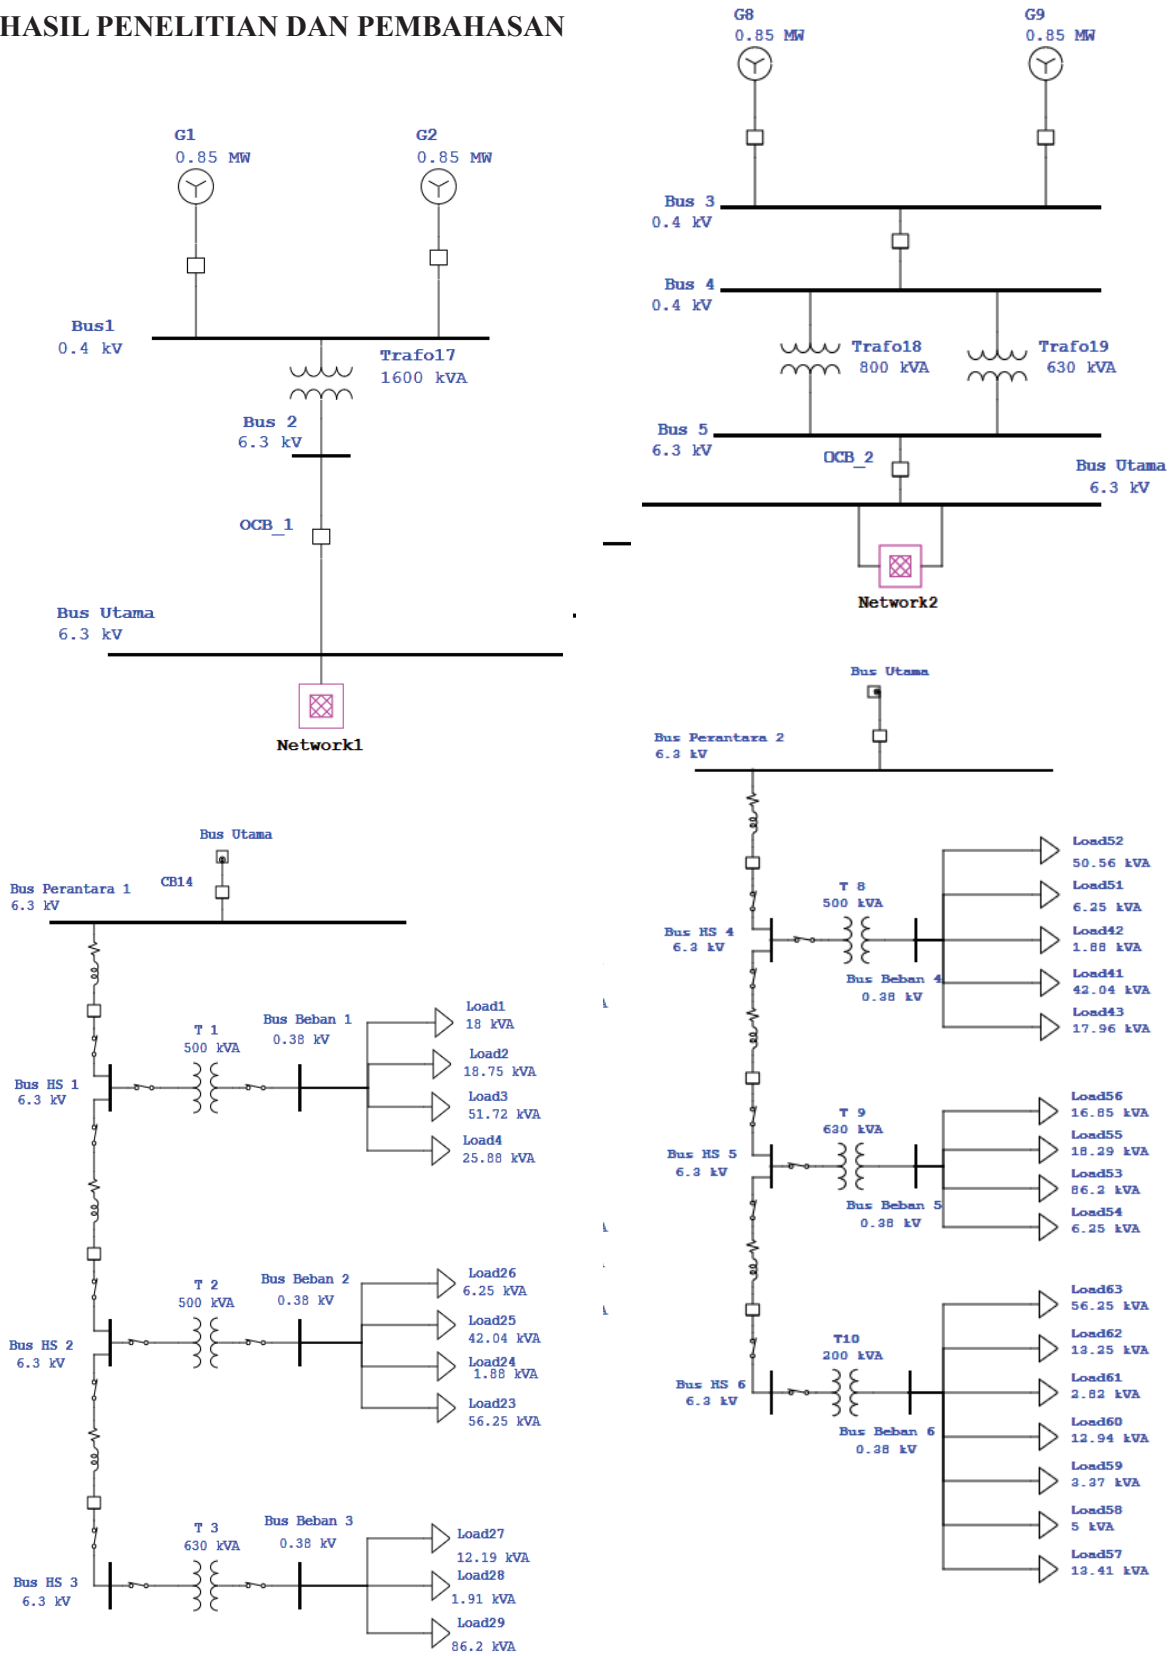 HASIL PENELITIAN DAN PEMBAHASAN
G1
0.85 MW
G2
0.85 MW
Bus1
0.4 kV
Trafo17
1600 kVA
Bus 2
6.3 kV
OCB_1
Bus Utama
6.3 kV
Network1
Bus Utama
CB14
Bus Perantara 1
6.3 kV
T 1
500 kVA
Bus Beban 1
0.38 kV
Bus HS 1
6.3 kV
Load1
18 kVA
Load2
18.75 kVA
Load3
51.72 kVA
Load4
25.88 kVA
T 2
500 kVA
Bus Beban 2
0.38 kV
Bus HS 2
6.3 kV
Load26
6.25 kVA
Load25
42.04 kVA
Load24
1.88 kVA
Load23
56.25 kVA
T 3
630 kVA
Bus Beban 3
0.38 kV
Bus HS 3
6.3 kV
Load27
12.19 kVA
Load28
1.91 kVA
Load29
86.2 kVA
G8
0.85 MW
G9
0.85 MW
Bus 3
0.4 kV
Bus 4
0.4 kV
Trafo18
800 kVA
Trafo19
630 kVA
Bus 5
6.3 kV
OCB_2
Bus Utama
6.3 kV
Network2
Bus Utama
Bus Perantara 2
6.3 kV
T 8
500 kVA
Bus HS 4
6.3 kV
Bus Beban 4
0.38 kV
Load52
50.56 kVA
Load51
6.25 kVA
Load42
1.88 kVA
Load41
42.04 kVA
Load43
17.96 kVA
T 9
630 kVA
Bus HS 5
6.3 kV
Bus Beban 5
0.38 kV
Load56
16.85 kVA
Load55
18.29 kVA
Load53
86.2 kVA
Load54
6.25 kVA
T10
200 kVA
Bus HS 6
6.3 kV
Bus Beban 6
0.38 kV
Load63
56.25 kVA
Load62
13.25 kVA
Load61
2.82 kVA
Load60
12.94 kVA
Load59
3.37 kVA
Load58
5 kVA
Load57
13.41 kVA